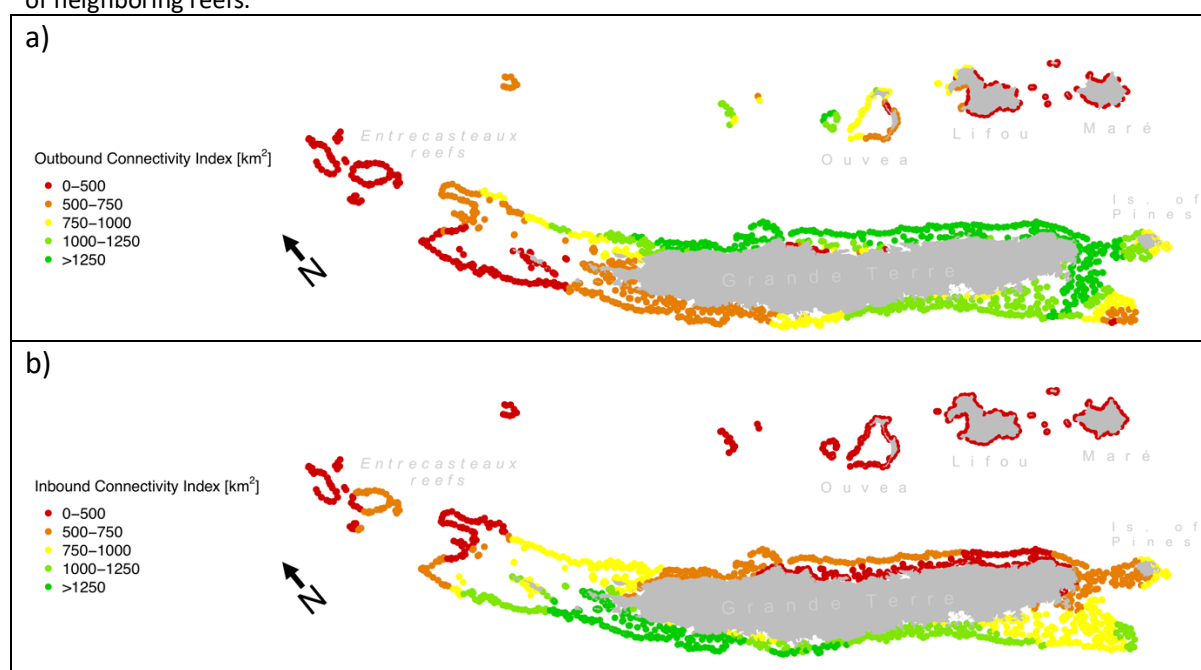 of neighboring reefs.
a)
Entrecasteaux
reefs
Outbound Connectivity Index [km²]
0–500
500–750
750–1000
1000–1250
>1250
N
Ouvea
Lifou
Maré
Is. of
Pines
Grande Terre
b)
Entrecasteaux
reefs
Inbound Connectivity Index [km²]
0–500
500–750
750–1000
1000–1250
>1250
N
Ouvea
Lifou
Maré
Is. of
Pines
Grande Terre